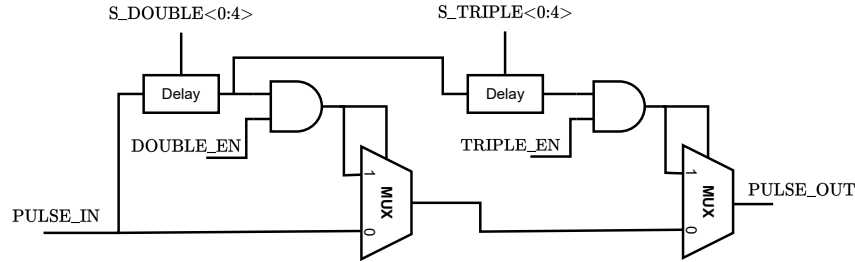 S_DOUBLE<0:4>
S_TRIPLE<0:4>
Delay
Delay
DOUBLE_EN
TRIPLE_EN
1
MUX
0
1
MUX
0
PULSE_IN
PULSE_OUT